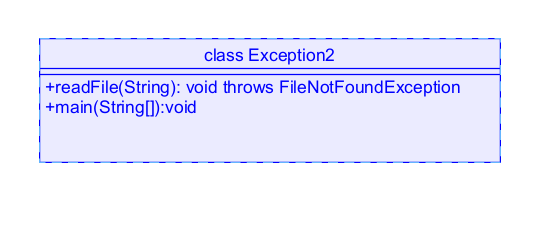 class Exception2
+readFile(String): void throws FileNotFoundException
+main(String[]):void